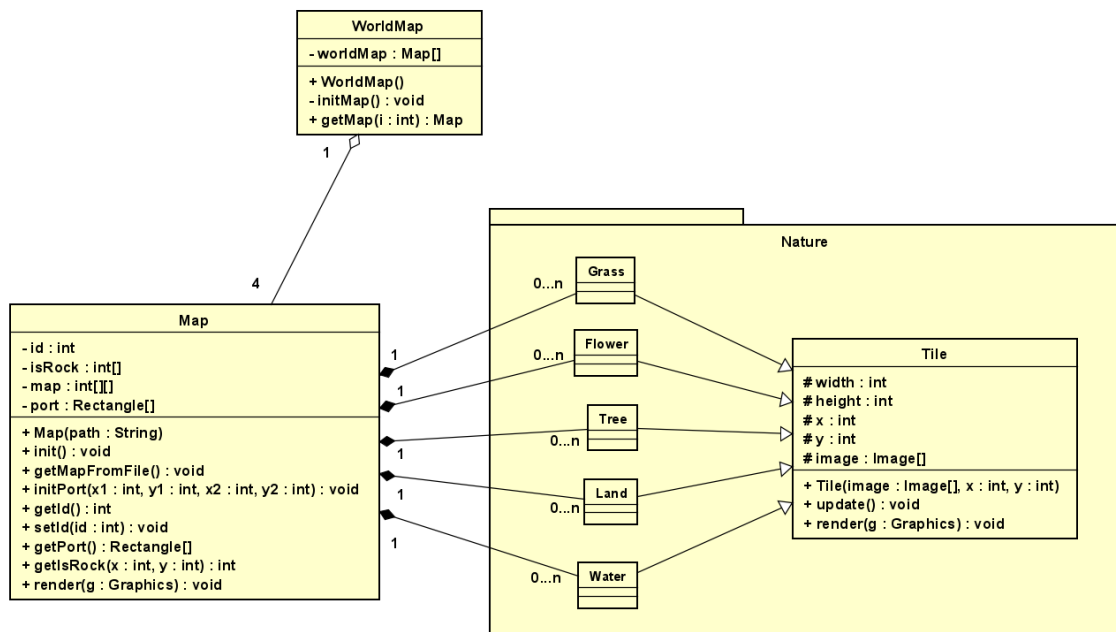 WorldMap
- worldMap : Map[]
+ WorldMap()
- initMap() : void
+ getMap(i : int) : Map
1
4
Map
- id : int
- isRock : int[]
- map : int[][]
- port : Rectangle[]
+ Map(path : String)
+ init() : void
+ getMapFromFile() : void
+ initPort(x1 : int, y1 : int, x2 : int, y2 : int) : void
+ getId() : int
+ setId(id : int) : void
+ getPort() : Rectangle[]
+ getIsRock(x : int, y : int) : int
+ render(g : Graphics) : void
1
1
1
1
1
Nature
0...n
Grass
0...n
Flower
0...n
Tree
0...n
Land
0...n
Water
Tile
# width : int
# height : int
# x : int
# y : int
# image : Image[]
+ Tile(image : Image[], x : int, y : int)
+ update() : void
+ render(g : Graphics) : void